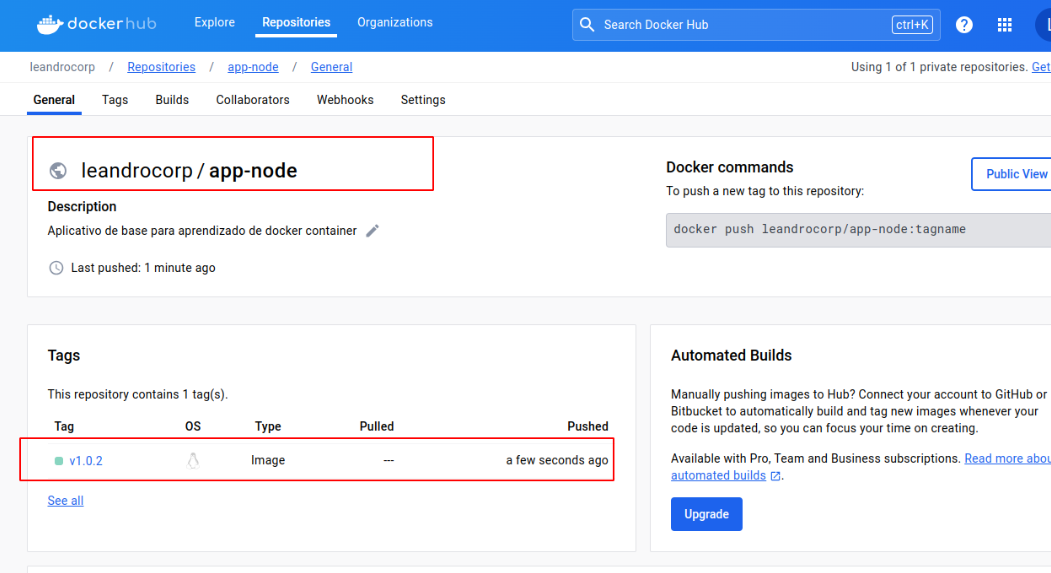 dockerhub Explore Repositories Organizations Search Docker Hub ctrl+K ?
leandrocorp / Repositories / app-node / General Using 1 of 1 private repositories. Get
General Tags Builds Collaborators Webhooks Settings
leandrocorp / app-node
Description
Aplicativo de base para aprendizado de docker container
Last pushed: 1 minute ago
Docker commands
To push a new tag to this repository:
Public View
docker push leandrocorp/app-node:tagname
Tags
This repository contains 1 tag(s).
Tag OS Type Pulled Pushed
v1.0.2 Image --- a few seconds ago
See all
Automated Builds
Manually pushing images to Hub? Connect your account to GitHub or
Bitbucket to automatically build and tag new images whenever your
code is updated, so you can focus your time on creating.
Available with Pro, Team and Business subscriptions. Read more abou
automated builds .
Upgrade